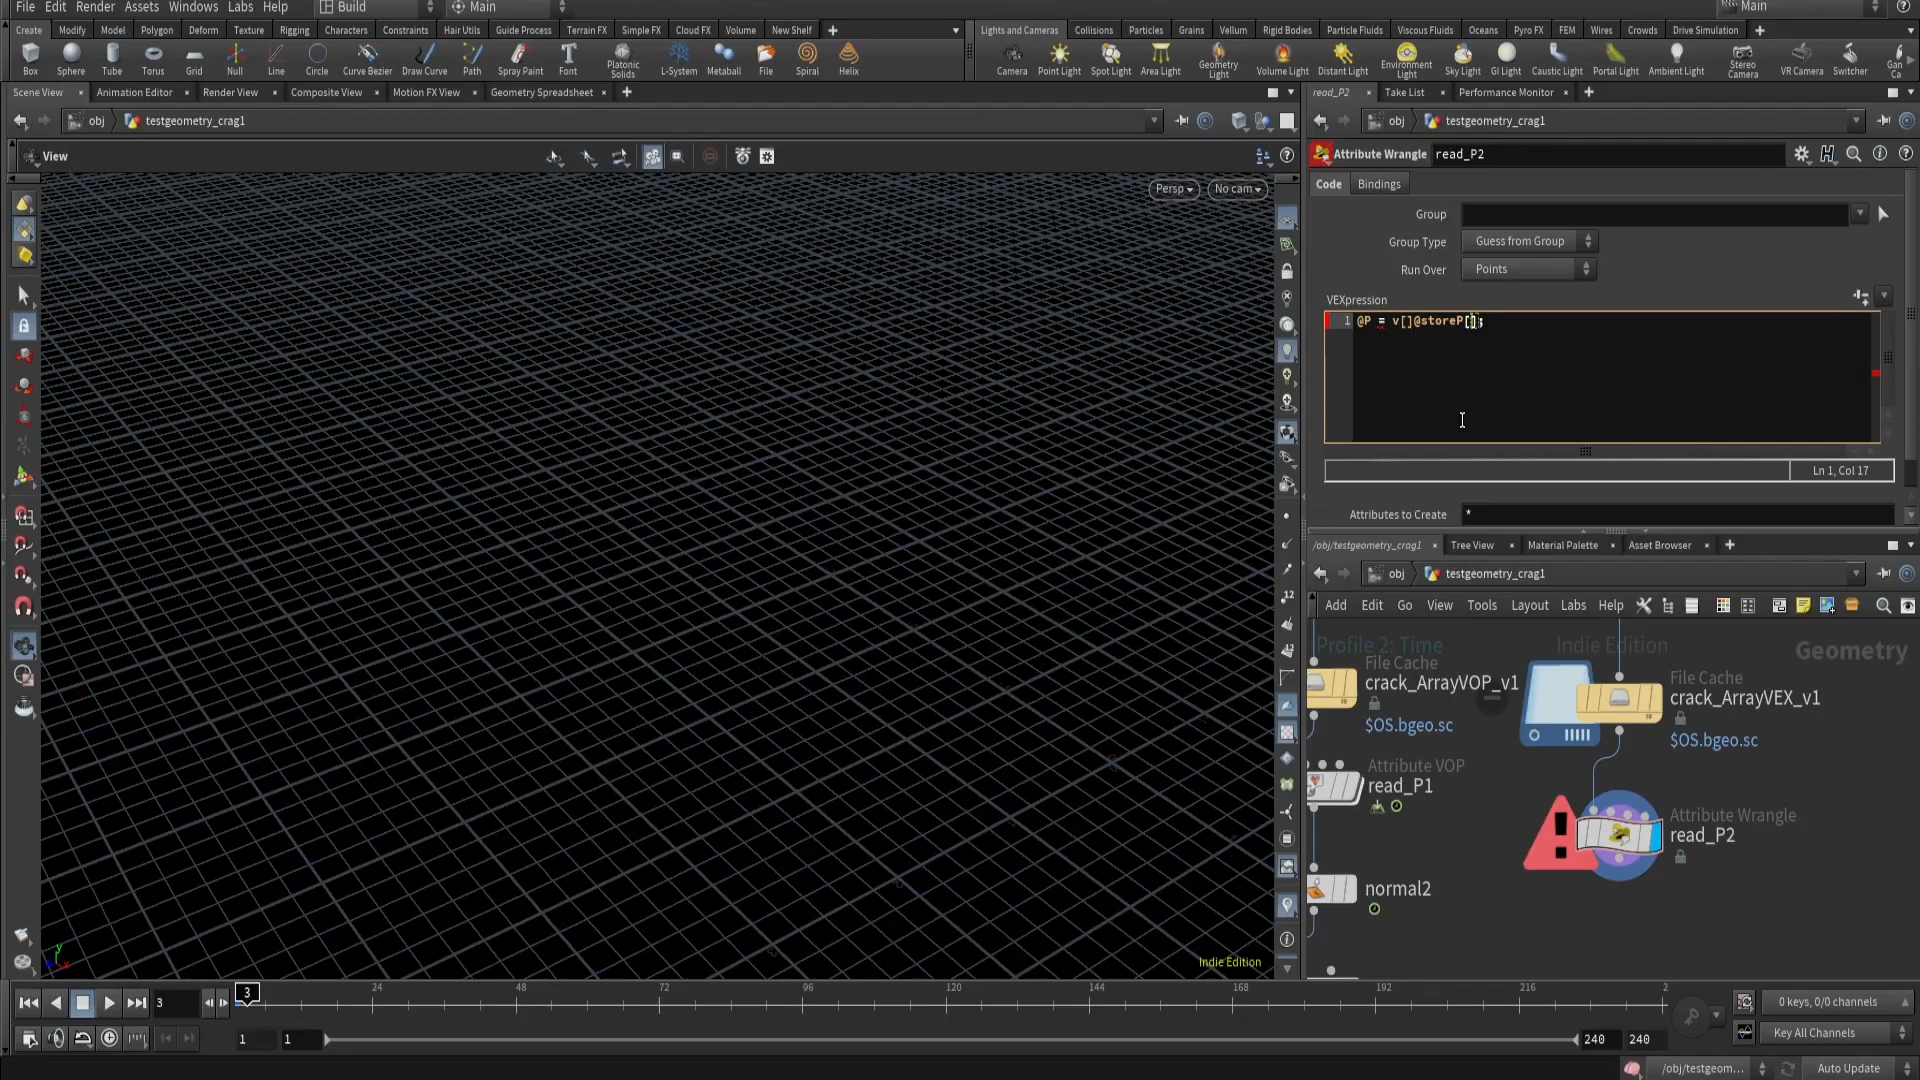 File Edit Render Assets Windows Labs Help Build Main Main
Create Modify Model Polygon Deform Texture Rigging Characters Constraints Hair Utils Guide Process Terrain FX Simple FX Cloud FX Volume New Shelf
Lights and Cameras Collisions Particles Grains Vellum Rigid Bodies Particle Fluids Viscous Fluids Oceans Pyro FX FEM Wires Crowds Drive Simulation
Box Sphere Tube Torus Grid Null Line Circle Curve Bezier Draw Curve Path Spray Paint Font Platonic Solids L-System Metaball File Spiral Helix
Camera Point Light Spot Light Area Light Geometry Light Volume Light Distant Light Environment Light Sky Light GI Light Caustic Light Portal Light Ambient Light Stereo Camera VR Camera Switcher Gan Ca
Scene View Animation Editor Render View Composite View Motion FX View Geometry Spreadsheet
read_P2 Take List Performance Monitor
obj testgeometry_crag1
obj testgeometry_crag1
View
Persp No cam
Attribute Wrangle read_P2
Code Bindings
Group
Group Type Guess from Group
Run Over Points
VEXpression
1 @P = v[]@storeP[];
Ln 1, Col 17
Attributes to Create *
/obj/testgeometry_crag1 Tree View Material Palette Asset Browser
obj testgeometry_crag1
Add Edit Go View Tools Layout Labs Help
Profile 2: Time Indie Edition Geometry
File Cache
crack_ArrayVOP_v1
$OS.bgeo.sc
File Cache
crack_ArrayVEX_v1
$OS.bgeo.sc
Attribute VOP
read_P1
Attribute Wrangle
read_P2
normal2
12
12
Indie Edition
y
3
3 24 48 72 96 120 144 168 192 216 2
1 1 240 240
0 keys, 0/0 channels
Key All Channels
/obj/testgeom... Auto Update